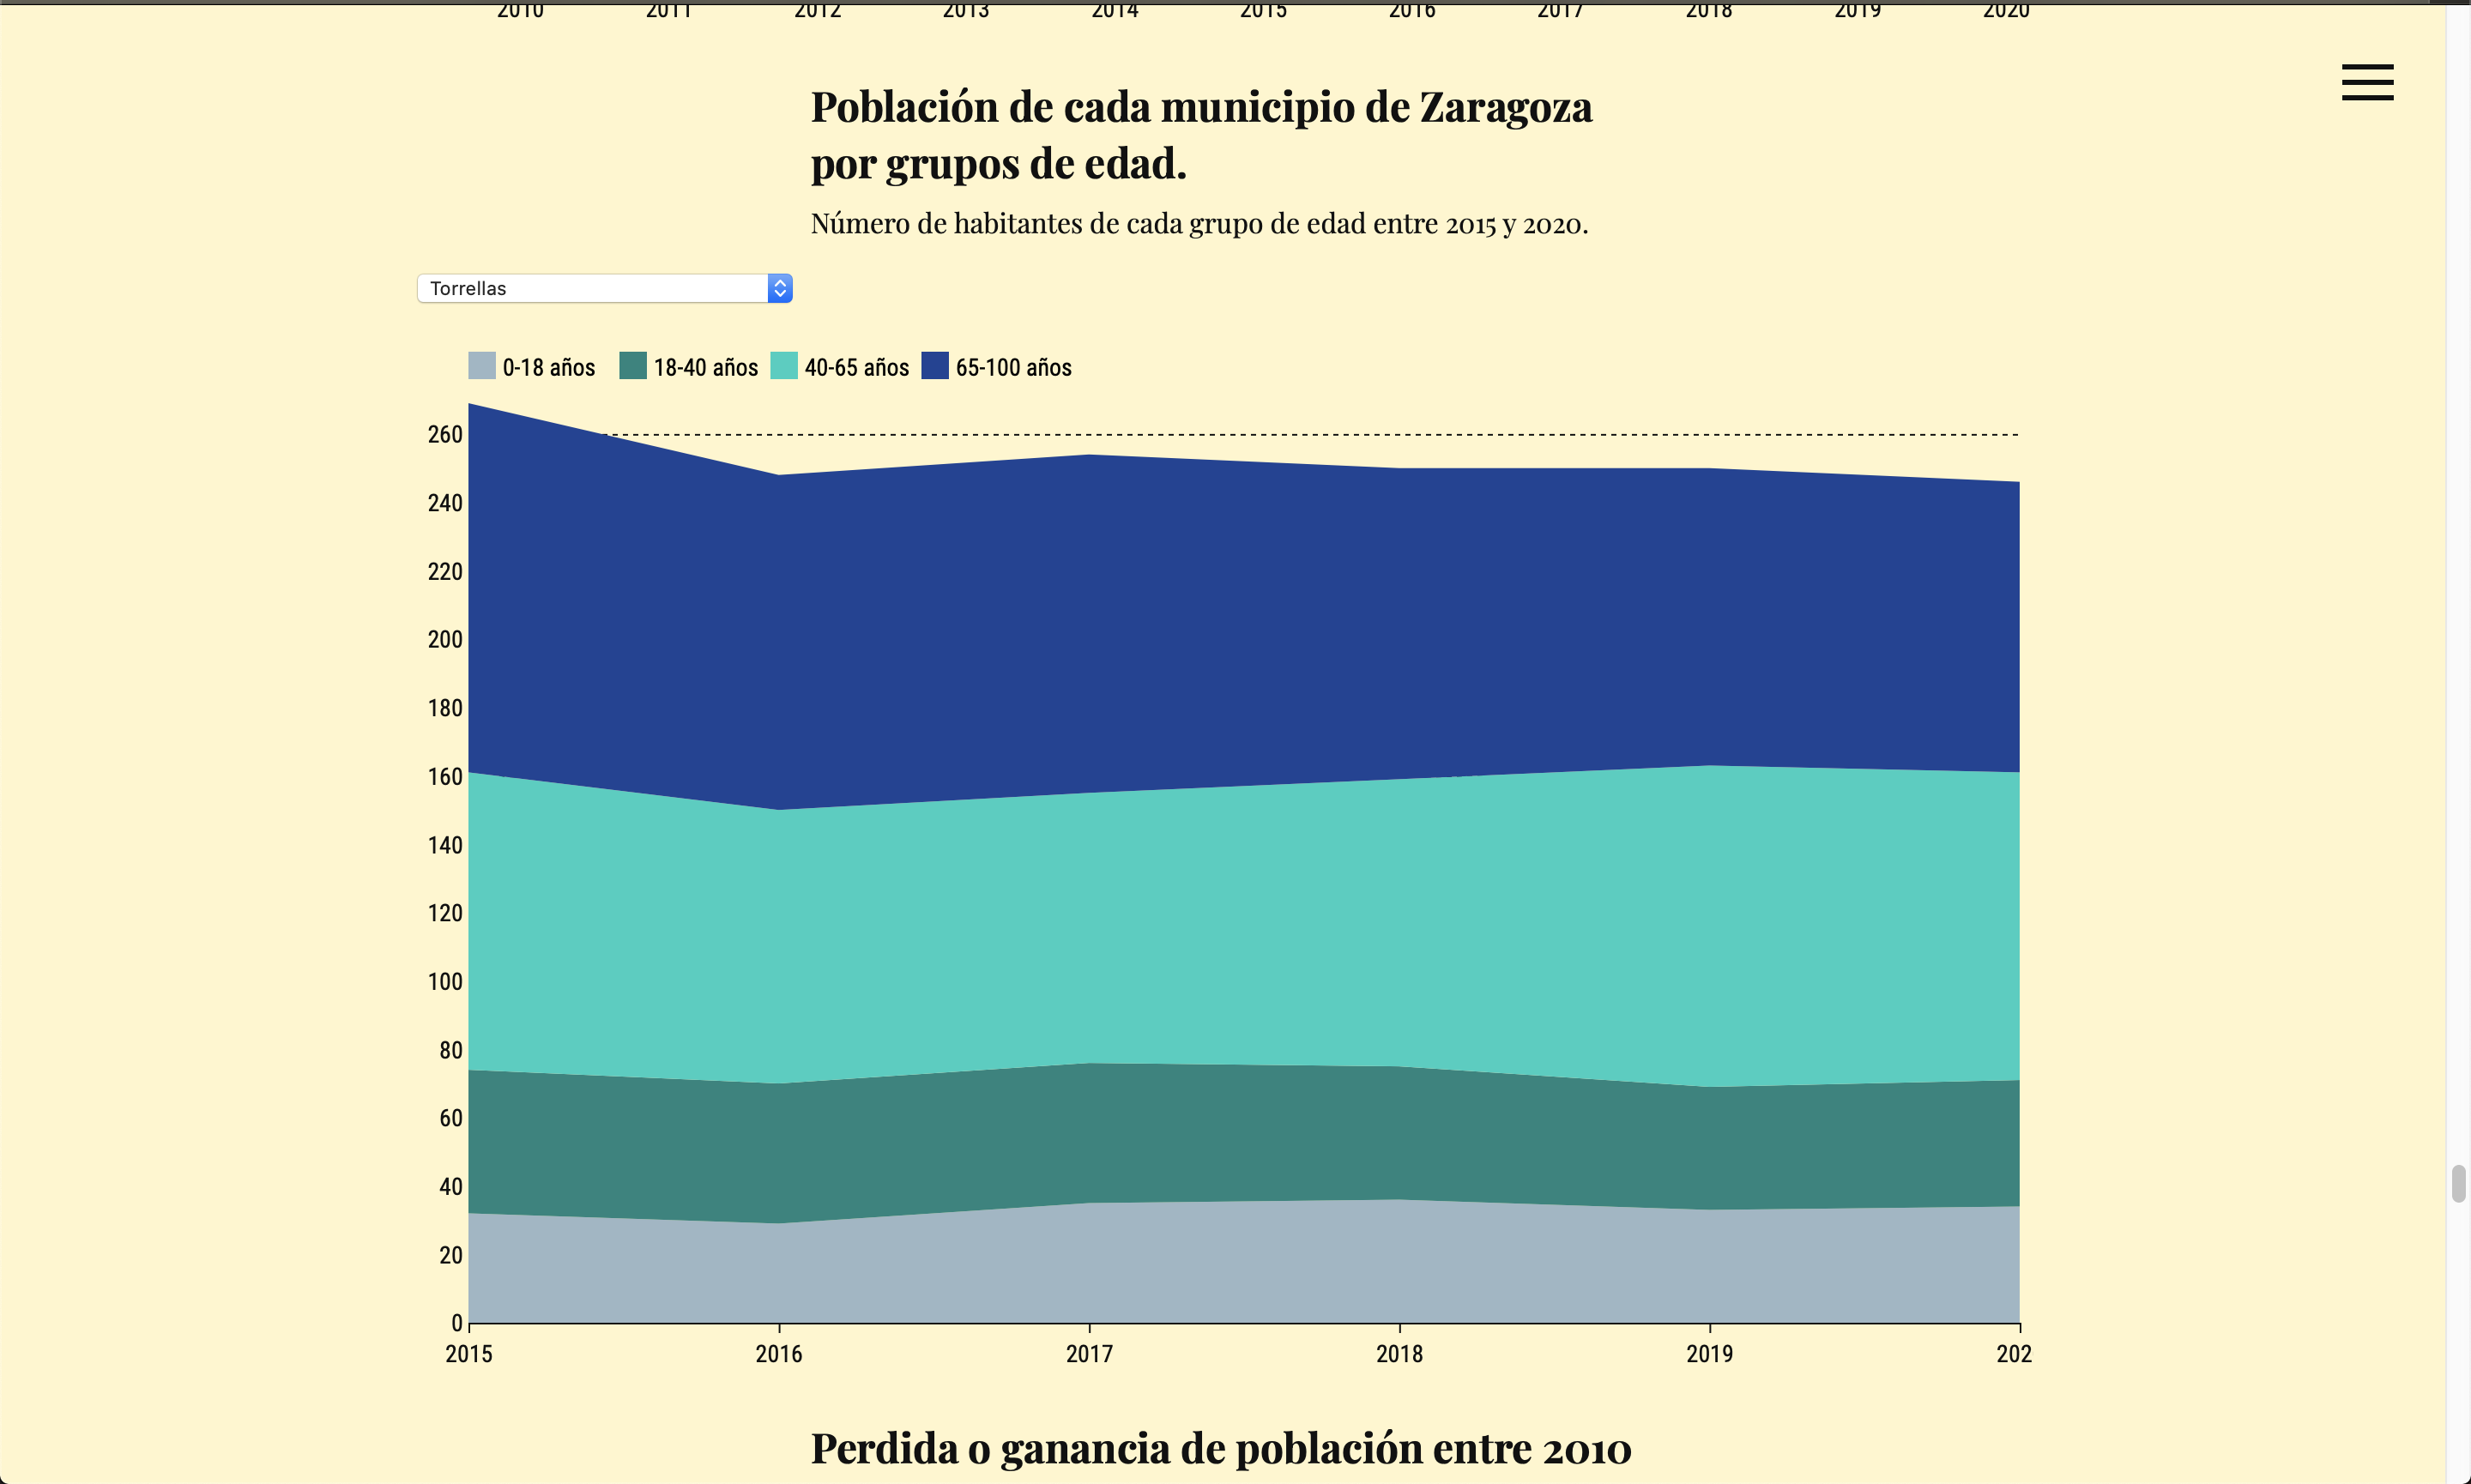 2010 2011 2012 2013 2014 2015 2016 2017 2018 2019 2020
Población de cada municipio de Zaragoza
por grupos de edad.
Número de habitantes de cada grupo de edad entre 2015 y 2020.
Torrellas
0-18 años 18-40 años 40-65 años 65-100 años
260
240
220
200
180
160
140
120
100
80
60
40
20
0
2015 2016 2017 2018 2019 202
Perdida o ganancia de población entre 2010